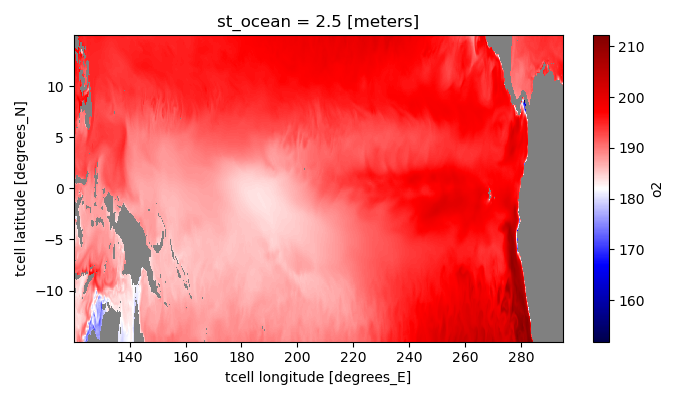 st_ocean = 2.5 [meters]
10
5
0
−5
−10
tcell latitude [degrees_N]
140 160 180 200 220 240 260 280
tcell longitude [degrees_E]
210
200
190
180
170
160
o2